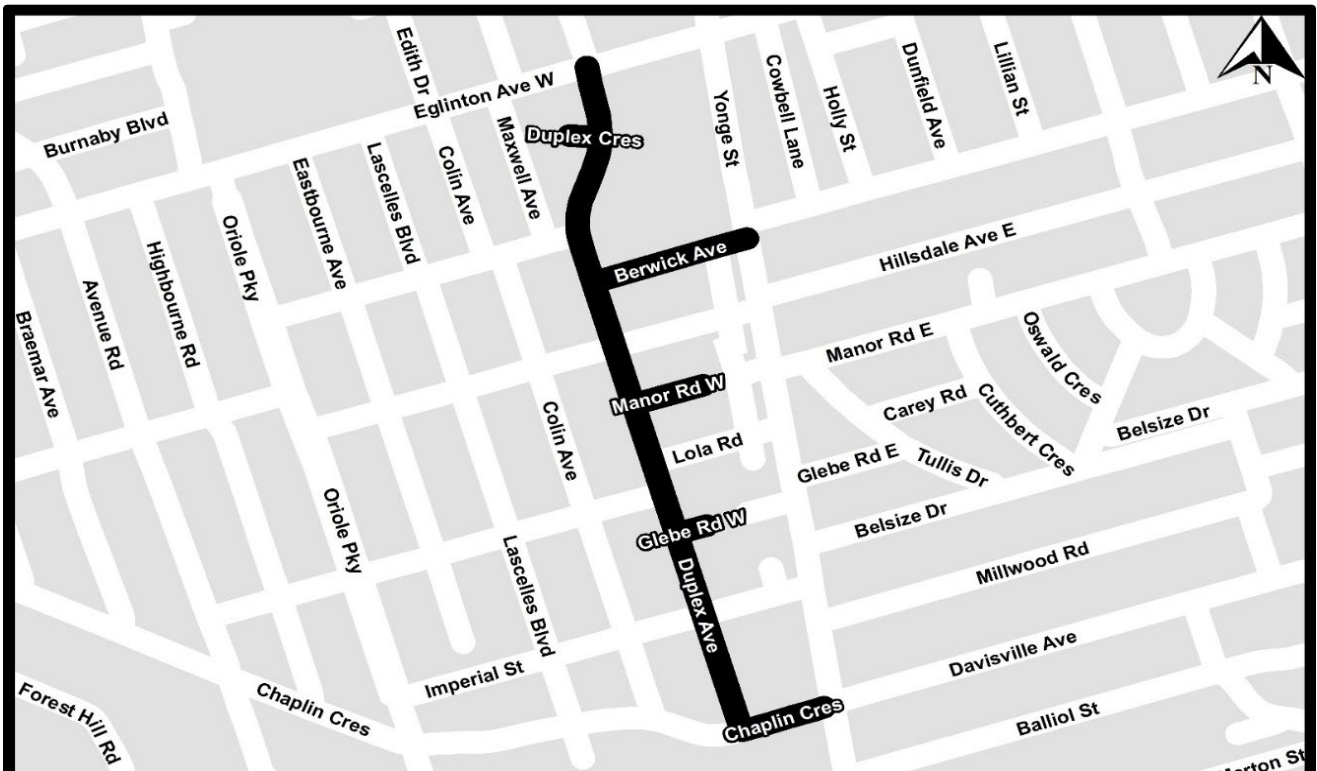 Edith Dr
Eglinton Ave W
Burnaby Blvd
Duplex Cres
Maxwell Ave
Yonge St
Cowbell Lane
Holly St
Dunfield Ave
Lillian St
N
Colin Ave
Lascelles Blvd
Eastbourne Ave
Oriole Pky
Highbourne Rd
Avenue Rd
Braemar Ave
Berwick Ave
Hillsdale Ave E
Manor Rd E
Oswald Cres
Manor Rd W
Carey Rd
Cuthbert Cres
Belsize Dr
Colin Ave
Lola Rd
Glebe Rd E
Tullis Dr
Oriole Pky
Glebe Rd W
Belsize Dr
Lascelles Blvd
Duplex Ave
Millwood Rd
Imperial St
Davisville Ave
Chaplin Cres
Chaplin Cres
Balliol St
Forest Hill Rd
Merton St